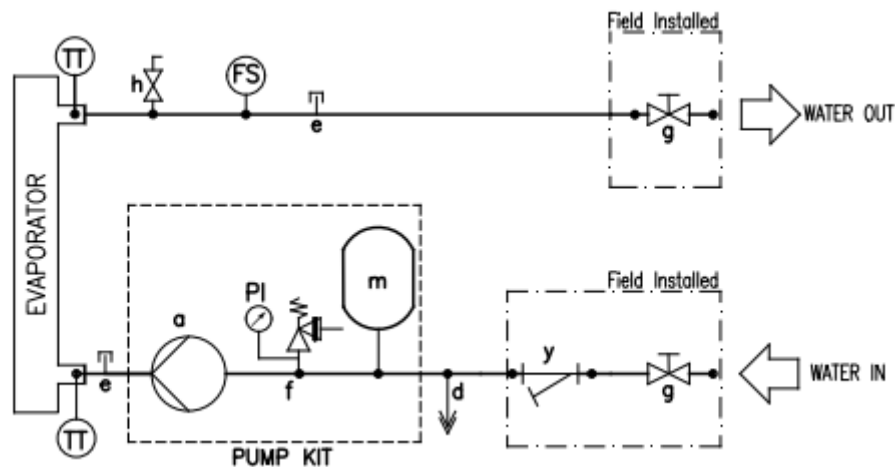 Field Installed
TT
h
FS
e
g
WATER OUT
EVAPORATOR
Field Installed
m
PI
a
y
WATER IN
e
f
d
g
TT
PUMP KIT